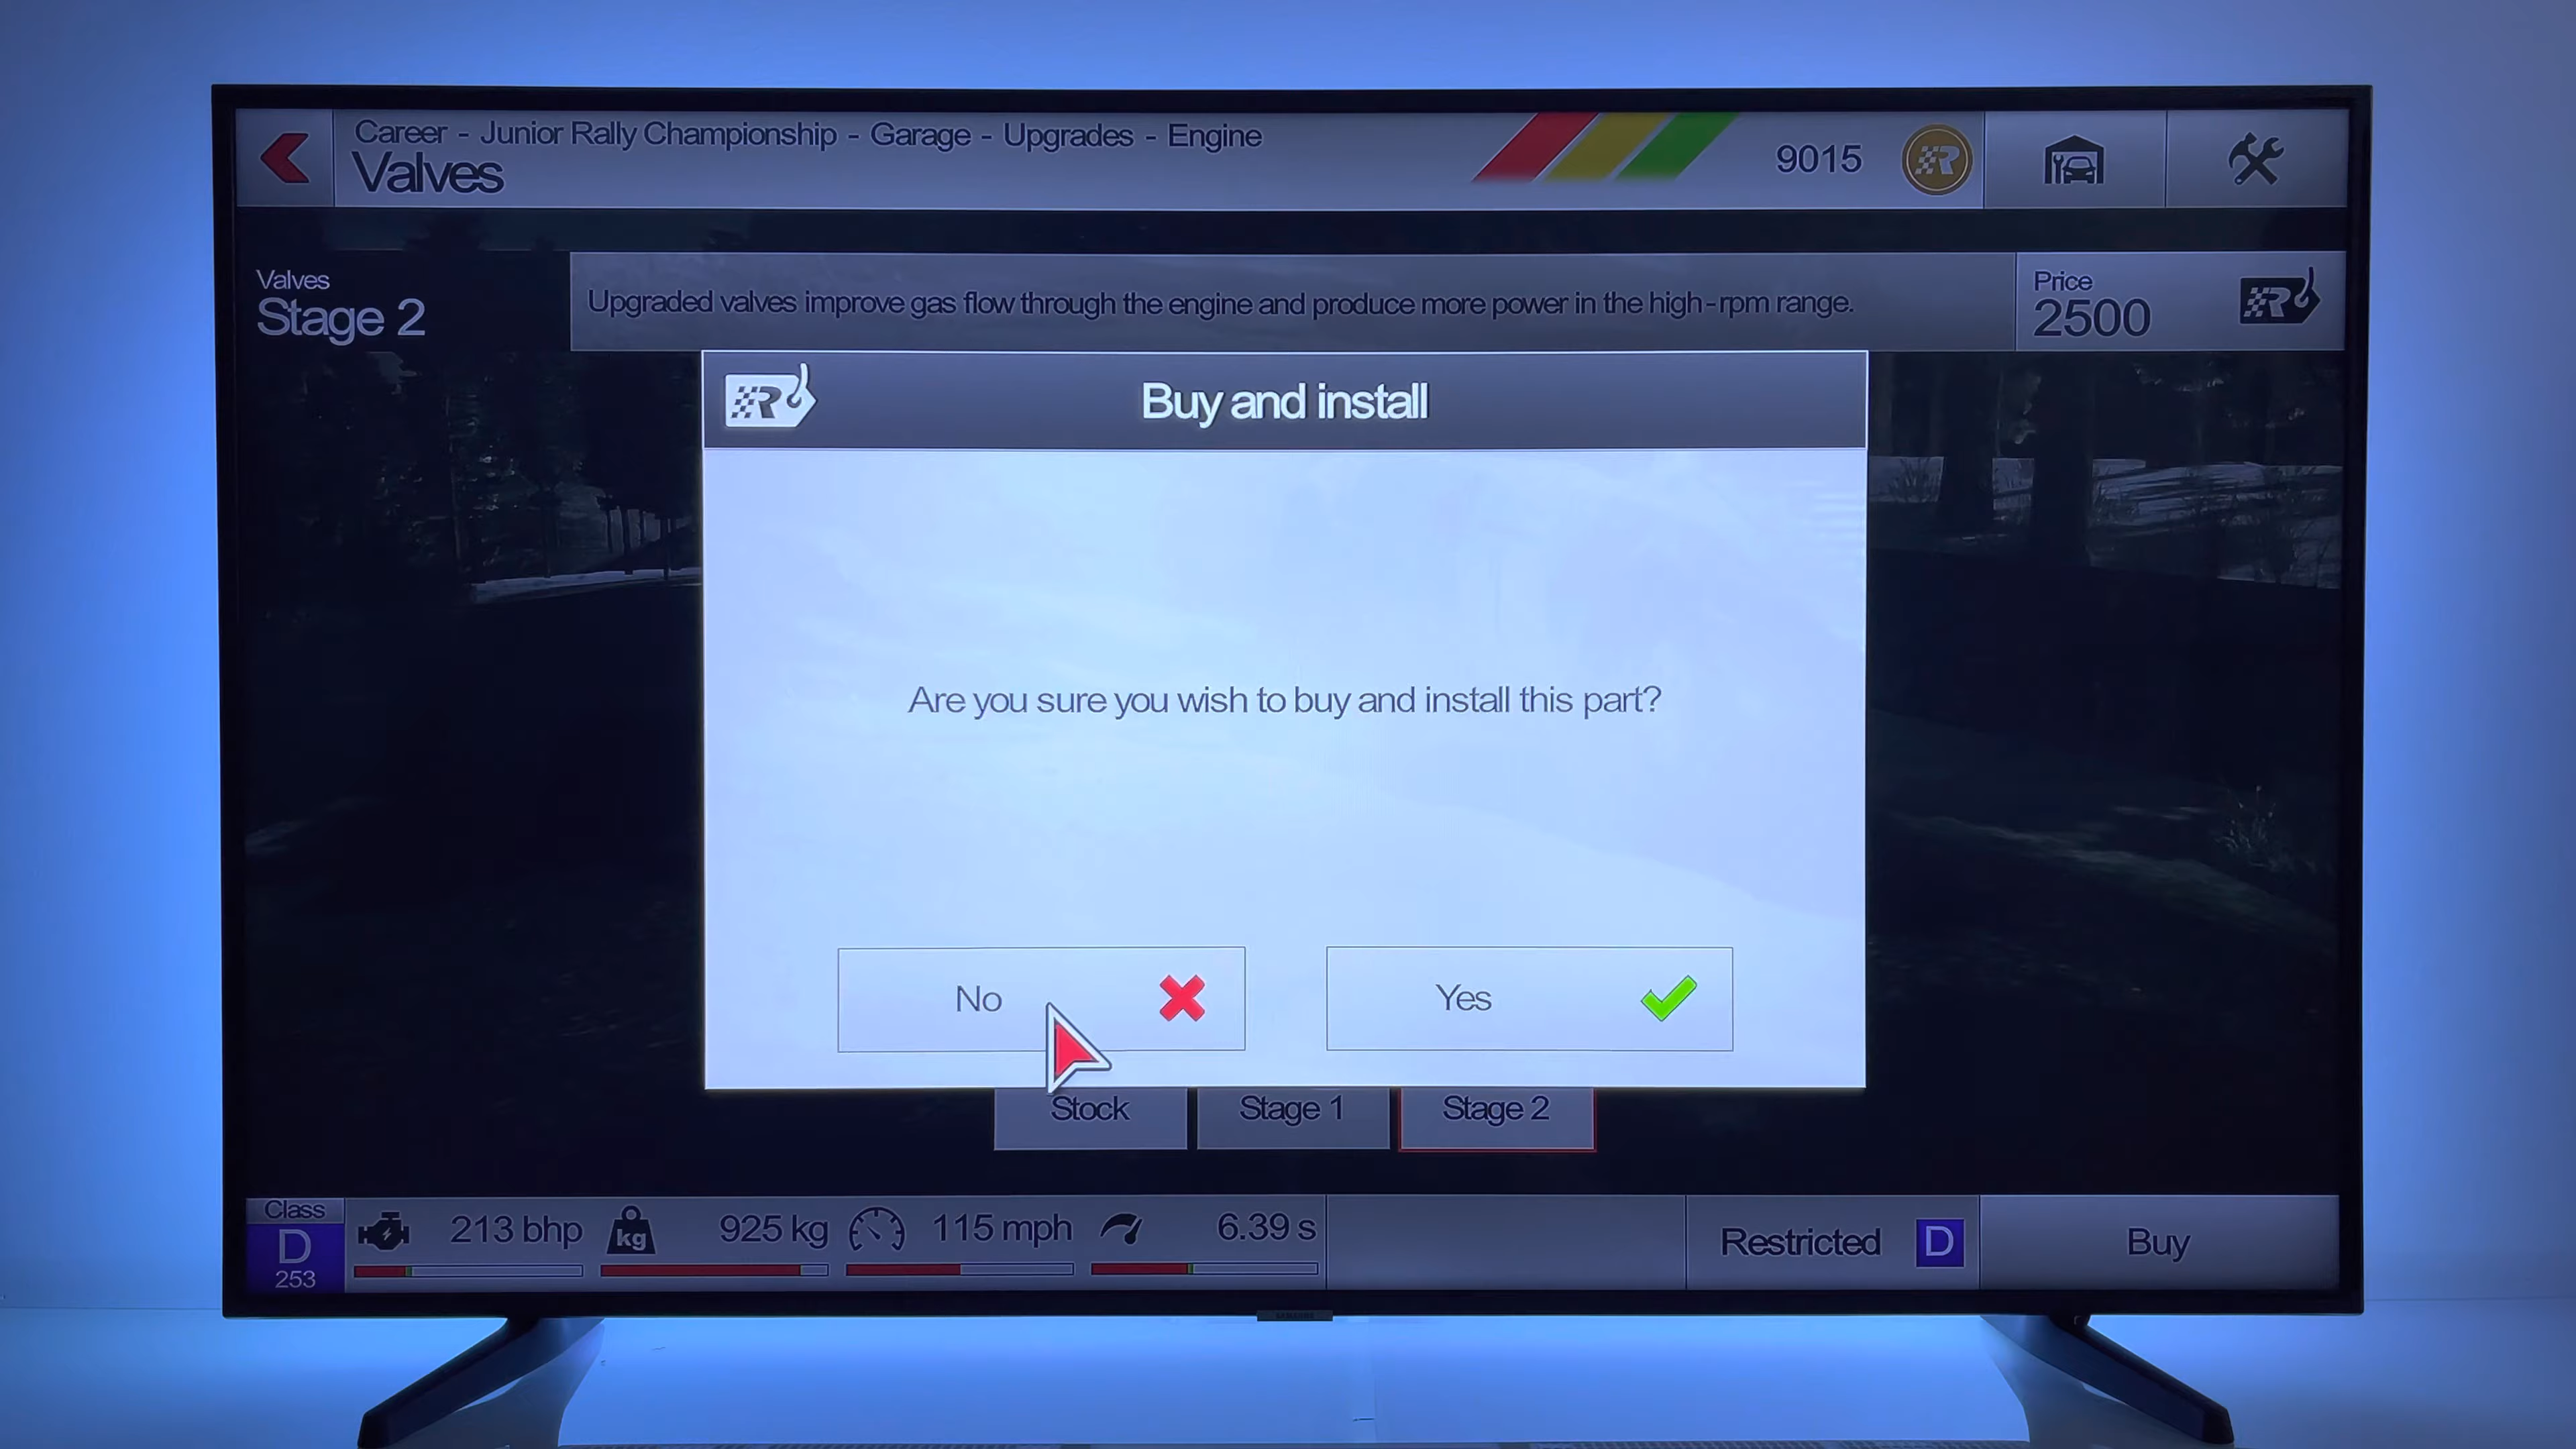 Career - Junior Rally Championship - Garage - Upgrades - Engine
Valves
9015
Valves
Stage 2
Upgraded valves improve gas flow through the engine and produce more power in the high-rpm range.
Price
2500
Buy and install
Are you sure you wish to buy and install this part?
No
Yes
Stock
Stage 1
Stage 2
Class
D
253
213 bhp
kg
925 kg
115 mph
6.39 s
Restricted
D
Buy
SAMSUNG